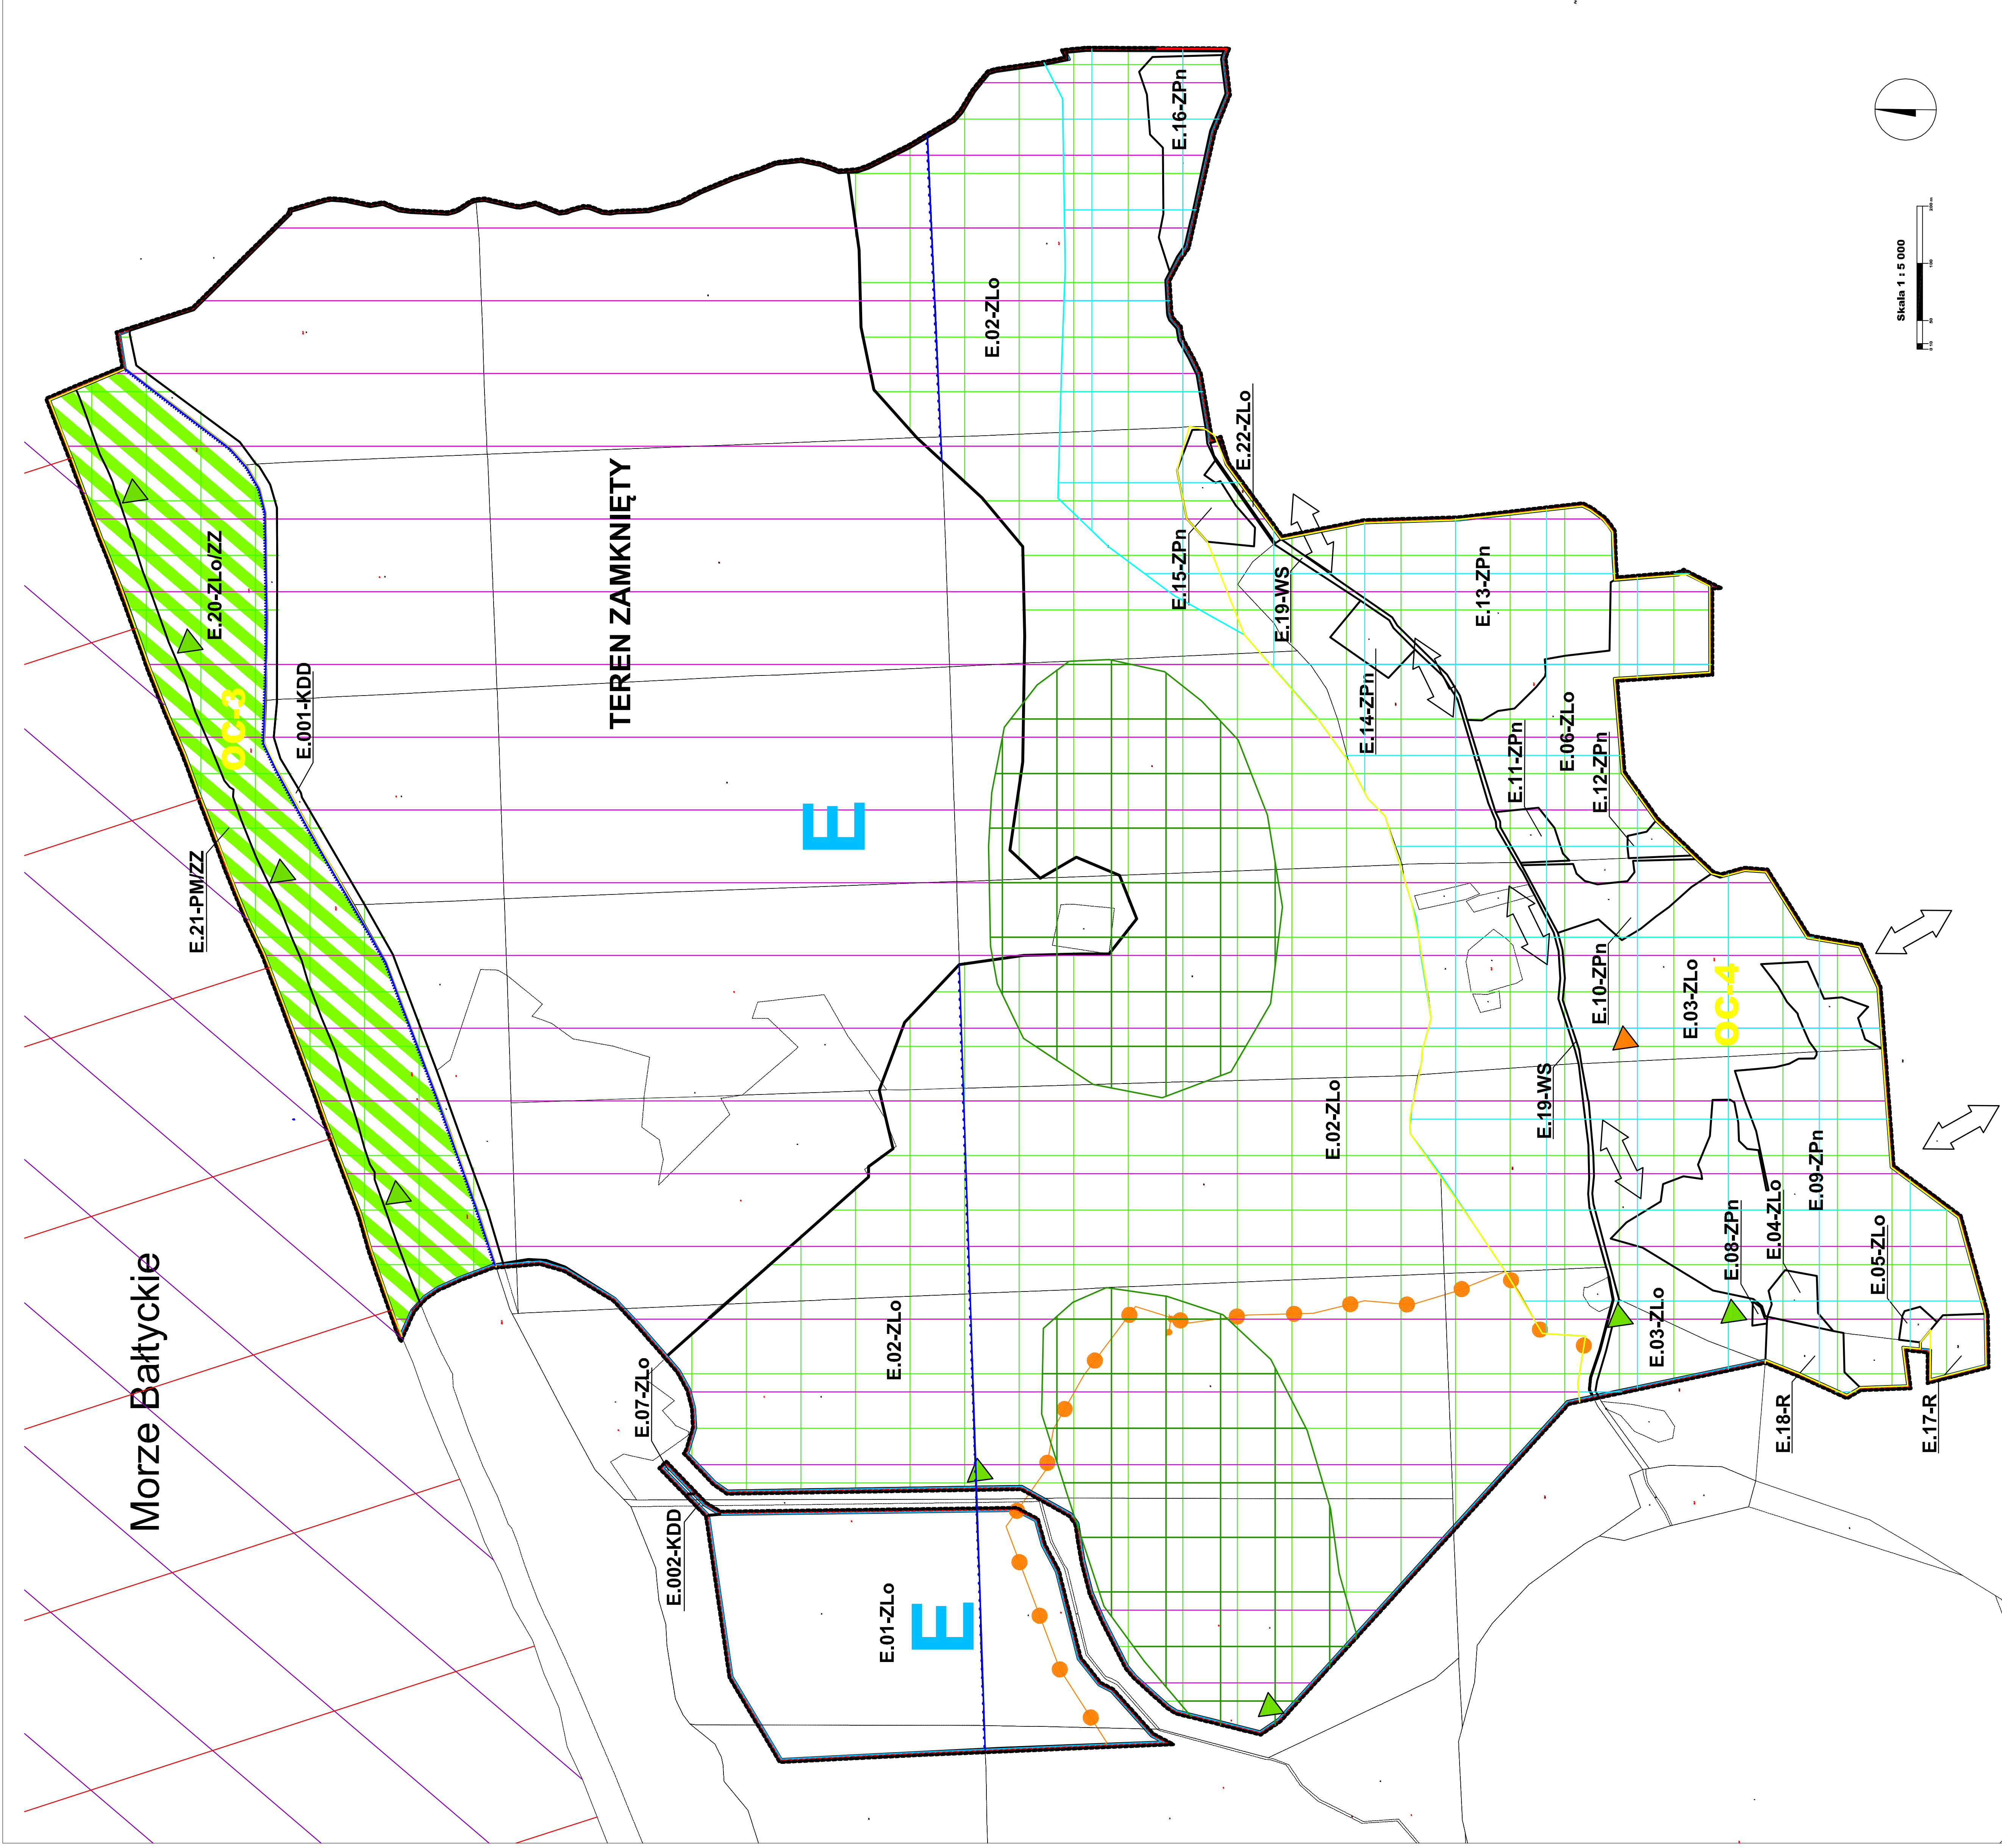 Morze Bałtyckie
E.21-PM/ZZ
E.20-ZLo/ZZ
OC-3
E.001-KDD
TEREN ZAMKNIĘTY
E
E.07-ZLo
E.002-KDD
E.01-ZLo
E
E.02-ZLo
E.02-ZLo
E.02-ZLo
E.16-ZPn
E.22-ZLo
E.15-ZPn
E.19-WS
E.14-ZPn
E.13-ZPn
E.11-ZPn
E.06-ZLo
E.12-ZPn
E.10-ZPn
E.03-ZLo
OC-4
E.19-WS
E.09-ZPn
E.08-ZPn
E.04-ZLo
E.05-ZLo
E.03-ZLo
E.18-R
E.17-R
Skala 1 : 5 000